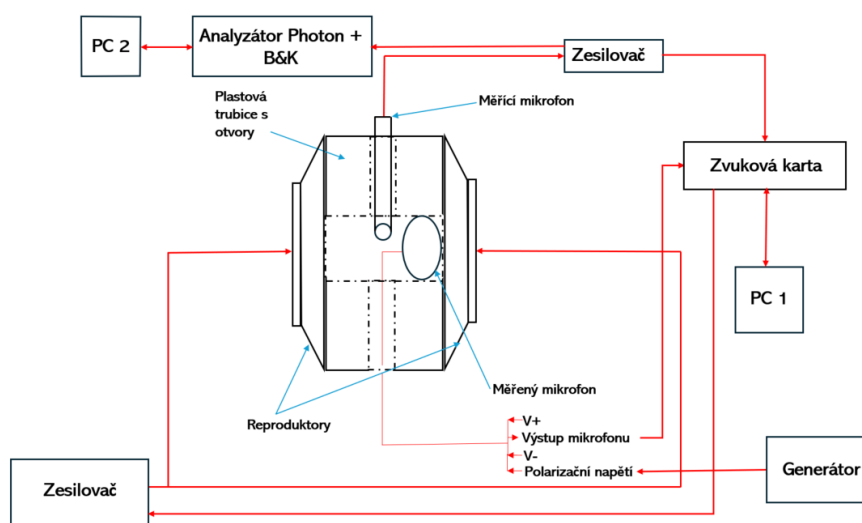 PC 2
Analyzátor Photon +
B&K
Zesilovač
Plastová
trubice s
otvory
Měřící mikrofon
Zvuková karta
PC 1
Měřený mikrofon
Reproduktory
V+
Výstup mikrofonu
V-
Polarizační napětí
Generátor
Zesilovač